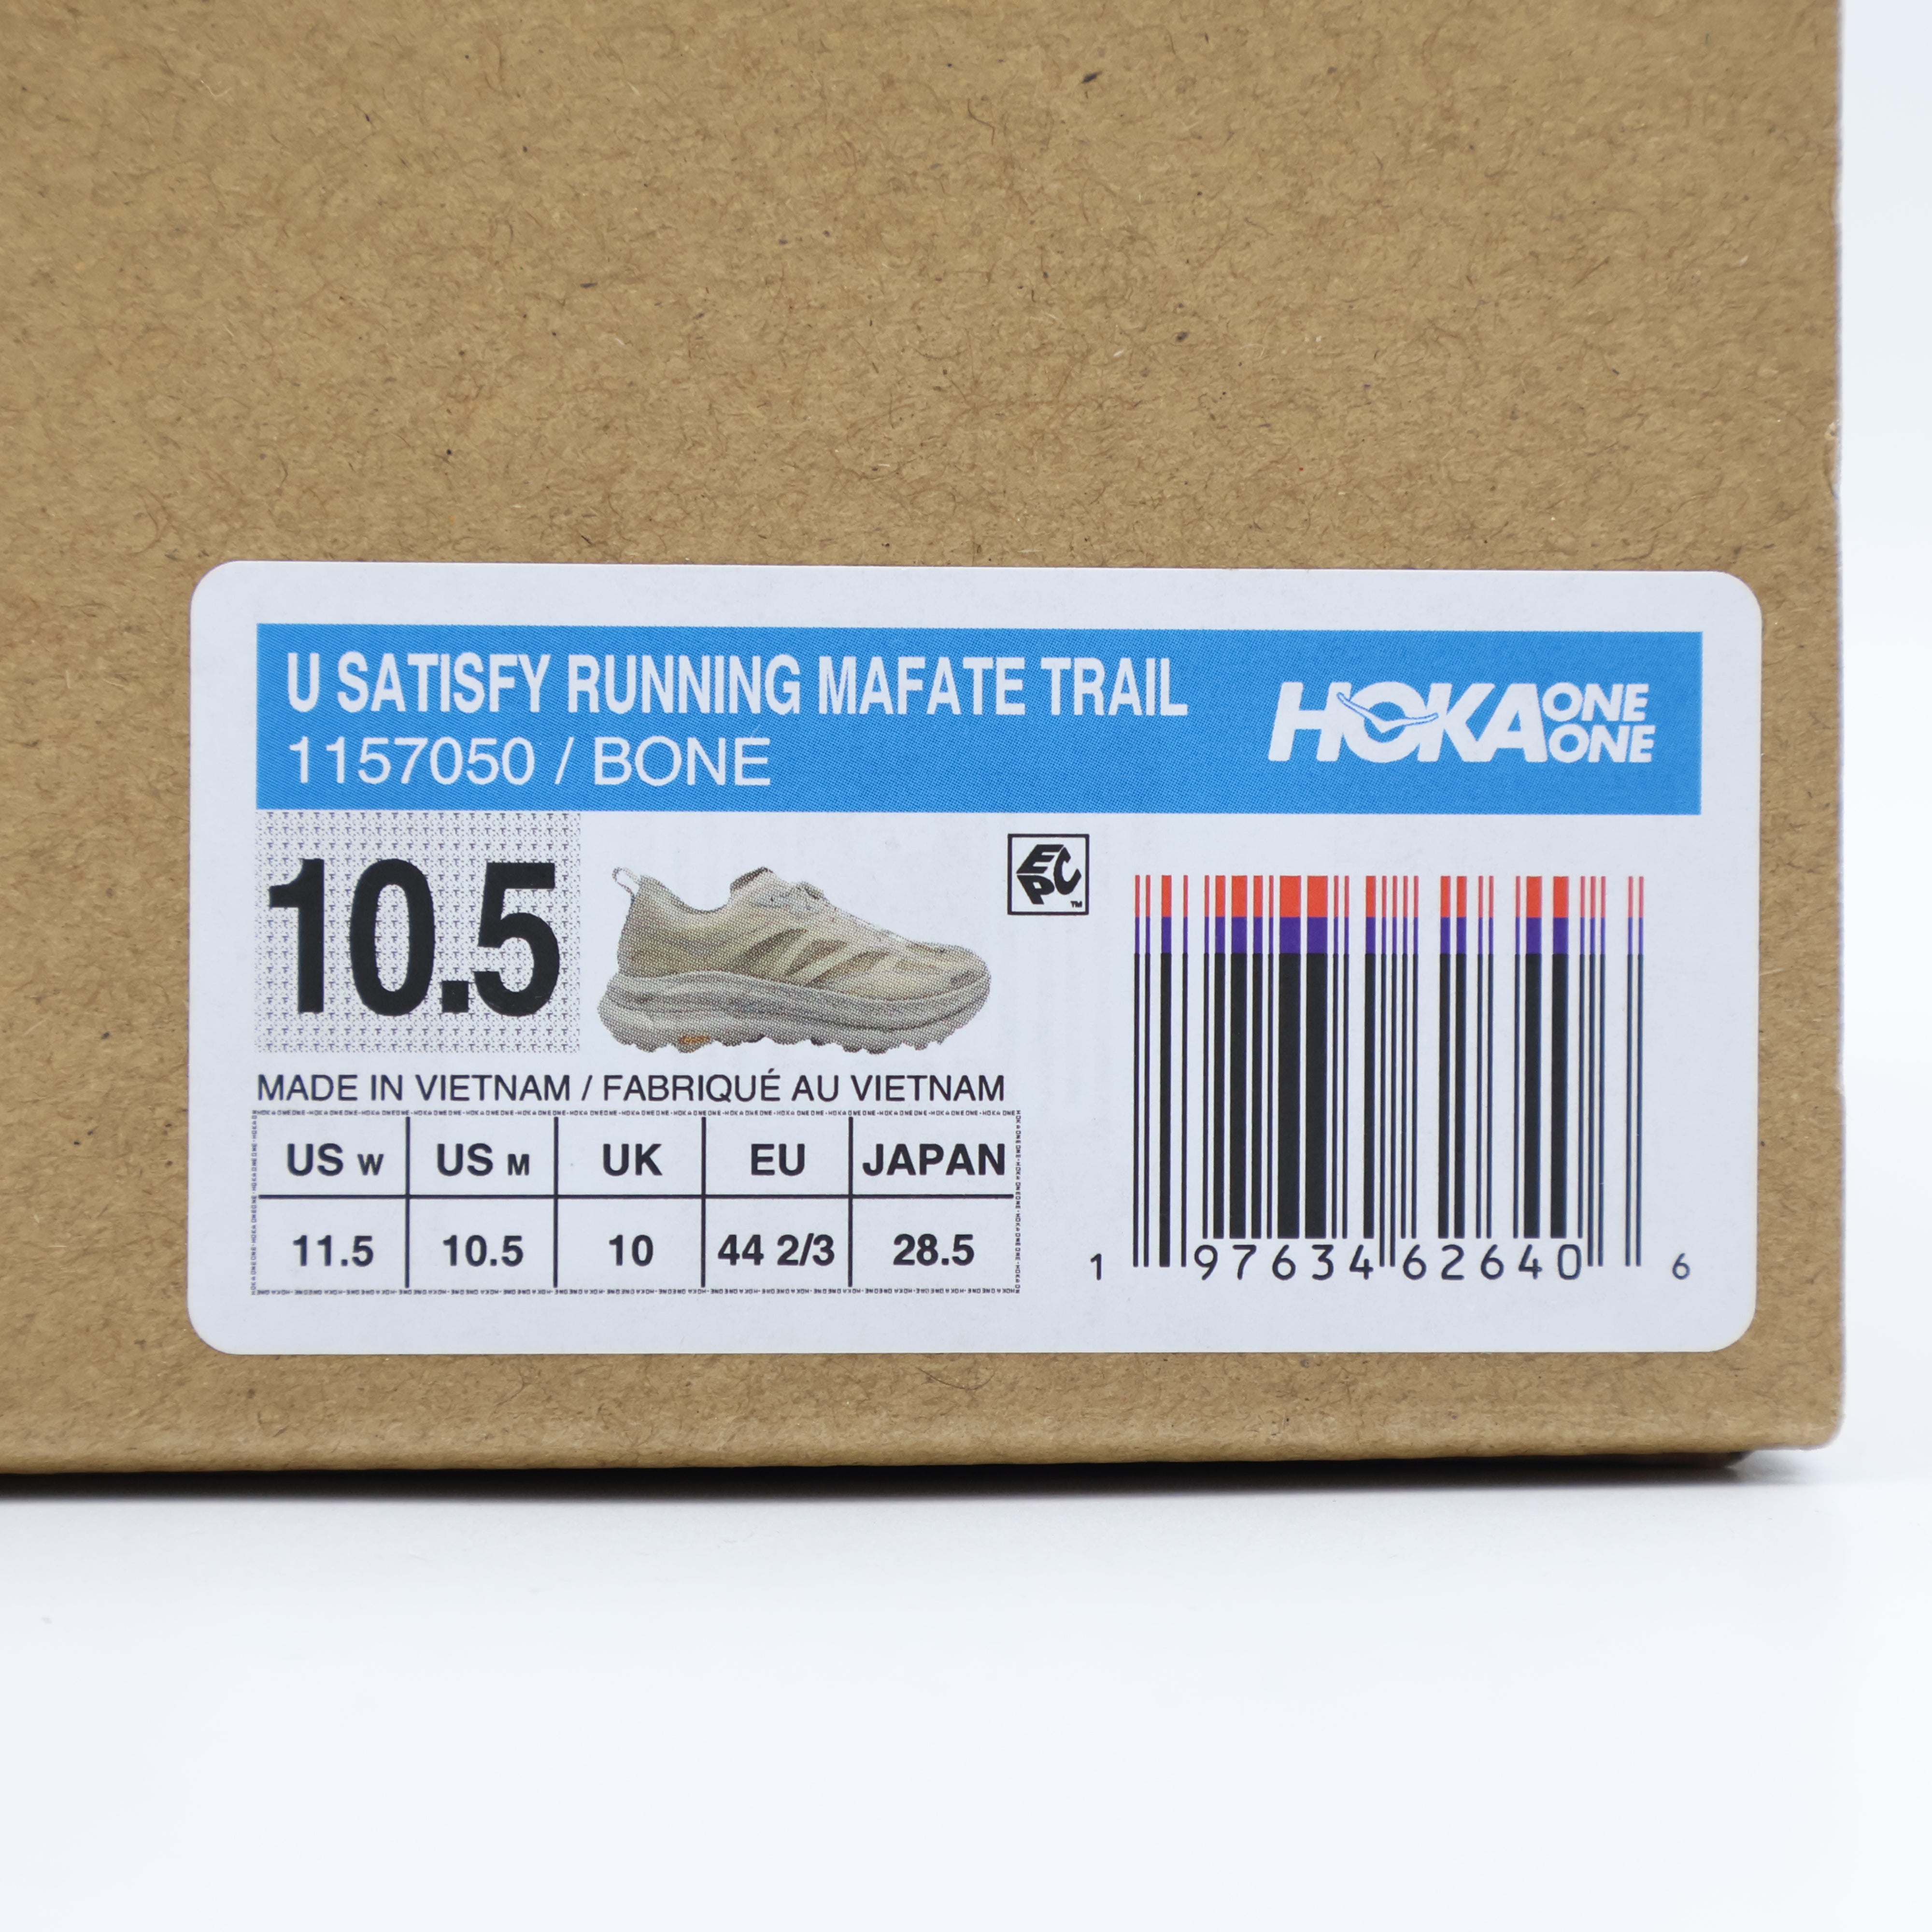 U SATISFY RUNNING MAFATE TRAIL
1157050 / BONE
HOKA ONE ONE
10.5
EPC™
MADE IN VIETNAM / FABRIQUÉ AU VIETNAM
US W US M UK EU JAPAN
11.5 10.5 10 44 2/3 28.5
1 97634 62640 6